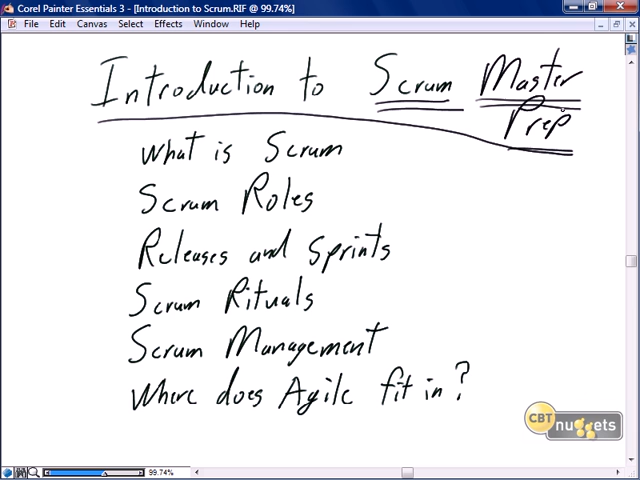 Corel Painter Essentials 3 - [Introduction to Scrum.RIF @ 99.74%]
File Edit Canvas Select Effects Window Help
Introduction to Scrum Master
Prep
What is Scrum
Scrum Roles
Releases and Sprints
Scrum Rituals
Scrum Management
Where does Agile fit in?
CBT
nuggets
99.74%